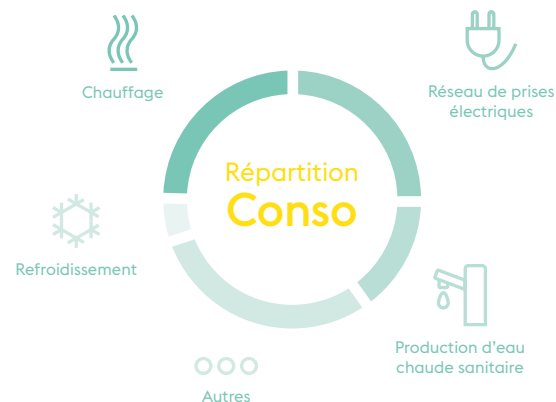 Chauffage
Réseau de prises
électriques
Répartition
Conso
Refroidissement
Production d’eau
chaude sanitaire
Autres